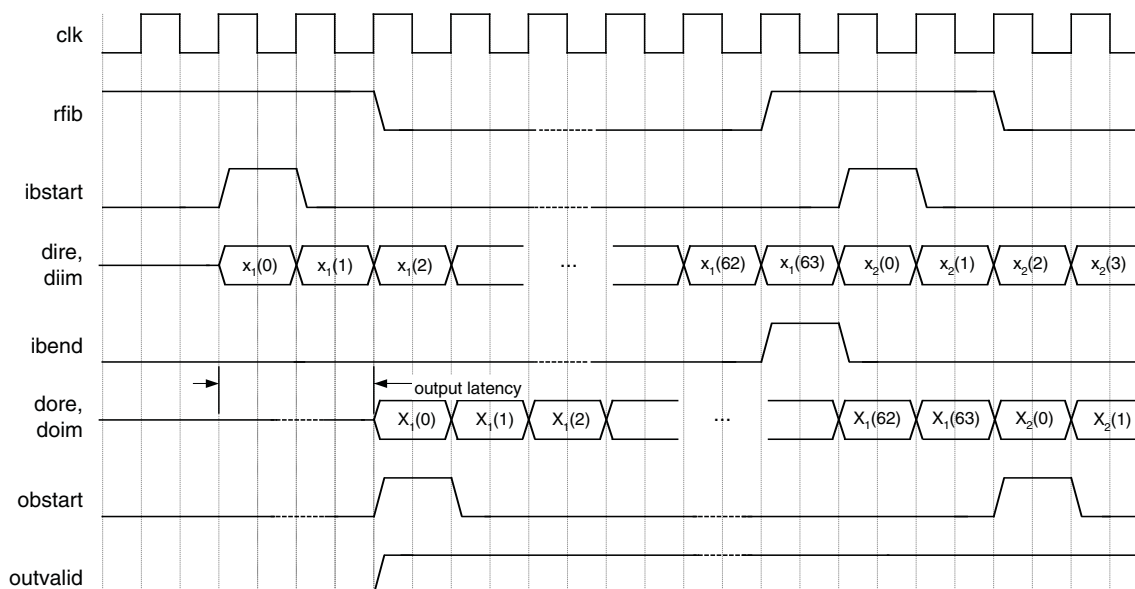 clk
rfib
ibstart
dire,
diim
x₁(0) x₁(1) x₁(2) ... x₁(62) x₁(63) x₂(0) x₂(1) x₂(2) x₂(3)
ibend
output latency
dore,
doim
X₁(0) X₁(1) X₁(2) ... X₁(62) X₁(63) X₂(0) X₂(1)
obstart
outvalid